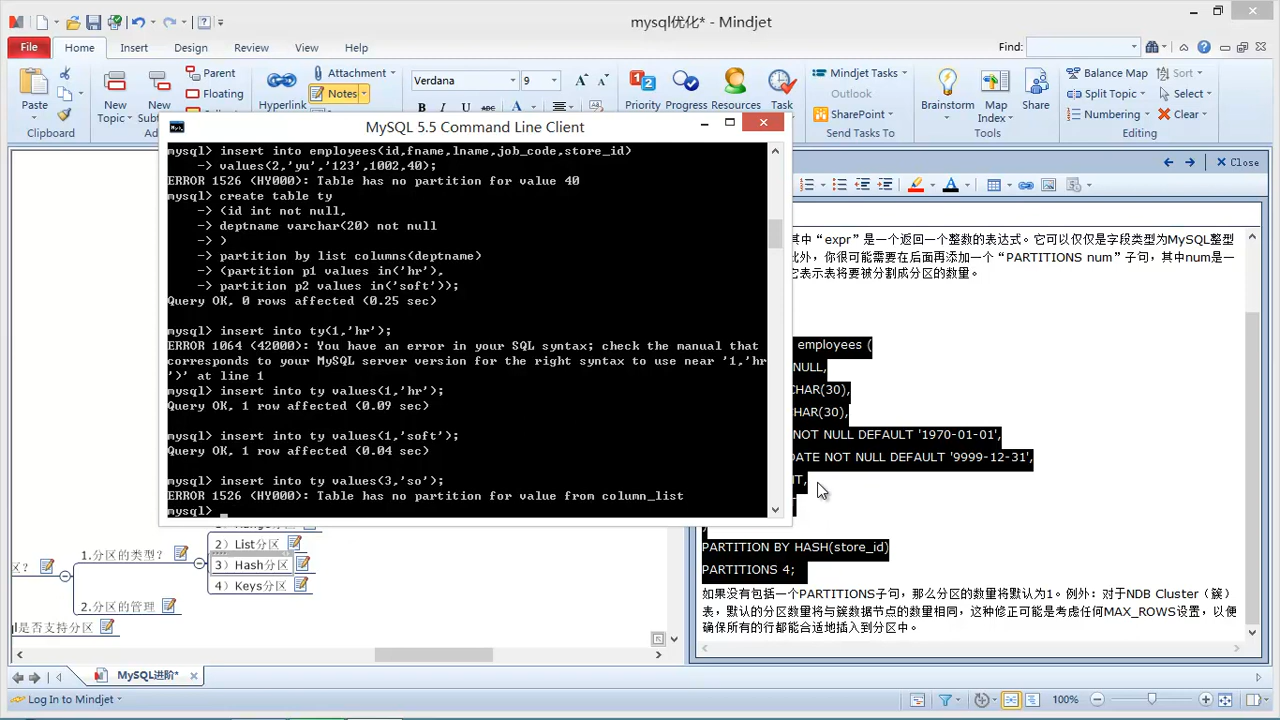 mysql优化* - Mindjet
File
Home
Insert
Design
Review
View
Help
Find:
Paste
Clipboard
New
Topic
New
Sub
Parent
Floating
Hyperlink
Attachment
Notes
Verdana
9
B I U abc A
Priority
Progress
Resources
Task
Mindjet Tasks
Outlook
SharePoint
Send Tasks To
Brainstorm
Map
Index
Share
Balance Map
Sort
Split Topic
Select
Numbering
Clear
Editing
MySQL 5.5 Command Line Client
mysql> insert into employees(id,fname,lname,job_code,store_id)
-> values(2,'yu','123',1002,40);
ERROR 1526 (HY000): Table has no partition for value 40
mysql> create table ty
-> (id int not null,
-> deptname varchar(20) not null
-> )
-> partition by list columns(deptname)
-> (partition p1 values in('hr'),
-> partition p2 values in('soft'));
Query OK, 0 rows affected (0.25 sec)
mysql> insert into ty(1,'hr');
ERROR 1064 (42000): You have an error in your SQL syntax; check the manual that
corresponds to your MySQL server version for the right syntax to use near '1,'hr
')' at line 1
mysql> insert into ty values(1,'hr');
Query OK, 1 row affected (0.09 sec)
mysql> insert into ty values(1,'soft');
Query OK, 1 row affected (0.04 sec)
mysql> insert into ty values(3,'so');
ERROR 1526 (HY000): Table has no partition for value from column_list
mysql> _
Close
其中“expr”是一个返回一个整数的表达式。它可以仅仅是字段类型为MySQL整型
此外，你很可能需要在后面再添加一个“PARTITIONS num”子句，其中num是一
它表示表将要被分割成分区的数量。
employees (
NULL,
CHAR(30),
CHAR(30),
NOT NULL DEFAULT '1970-01-01',
DATE NOT NULL DEFAULT '9999-12-31',
T,
)
PARTITION BY HASH(store_id)
PARTITIONS 4;
如果没有包括一个PARTITIONS子句，那么分区的数量将默认为1。例外：对于NDB Cluster（簇）
表，默认的分区数量将与簇数据节点的数量相同，这种修正可能是考虑任何MAX_ROWS设置，以便
确保所有的行都能合适地插入到分区中。
区?
1.分区的类型?
2）List分区
3）Hash分区
4）Keys分区
2.分区的管理
ql是否支持分区
MySQL进阶*
Log In to Mindjet
100%